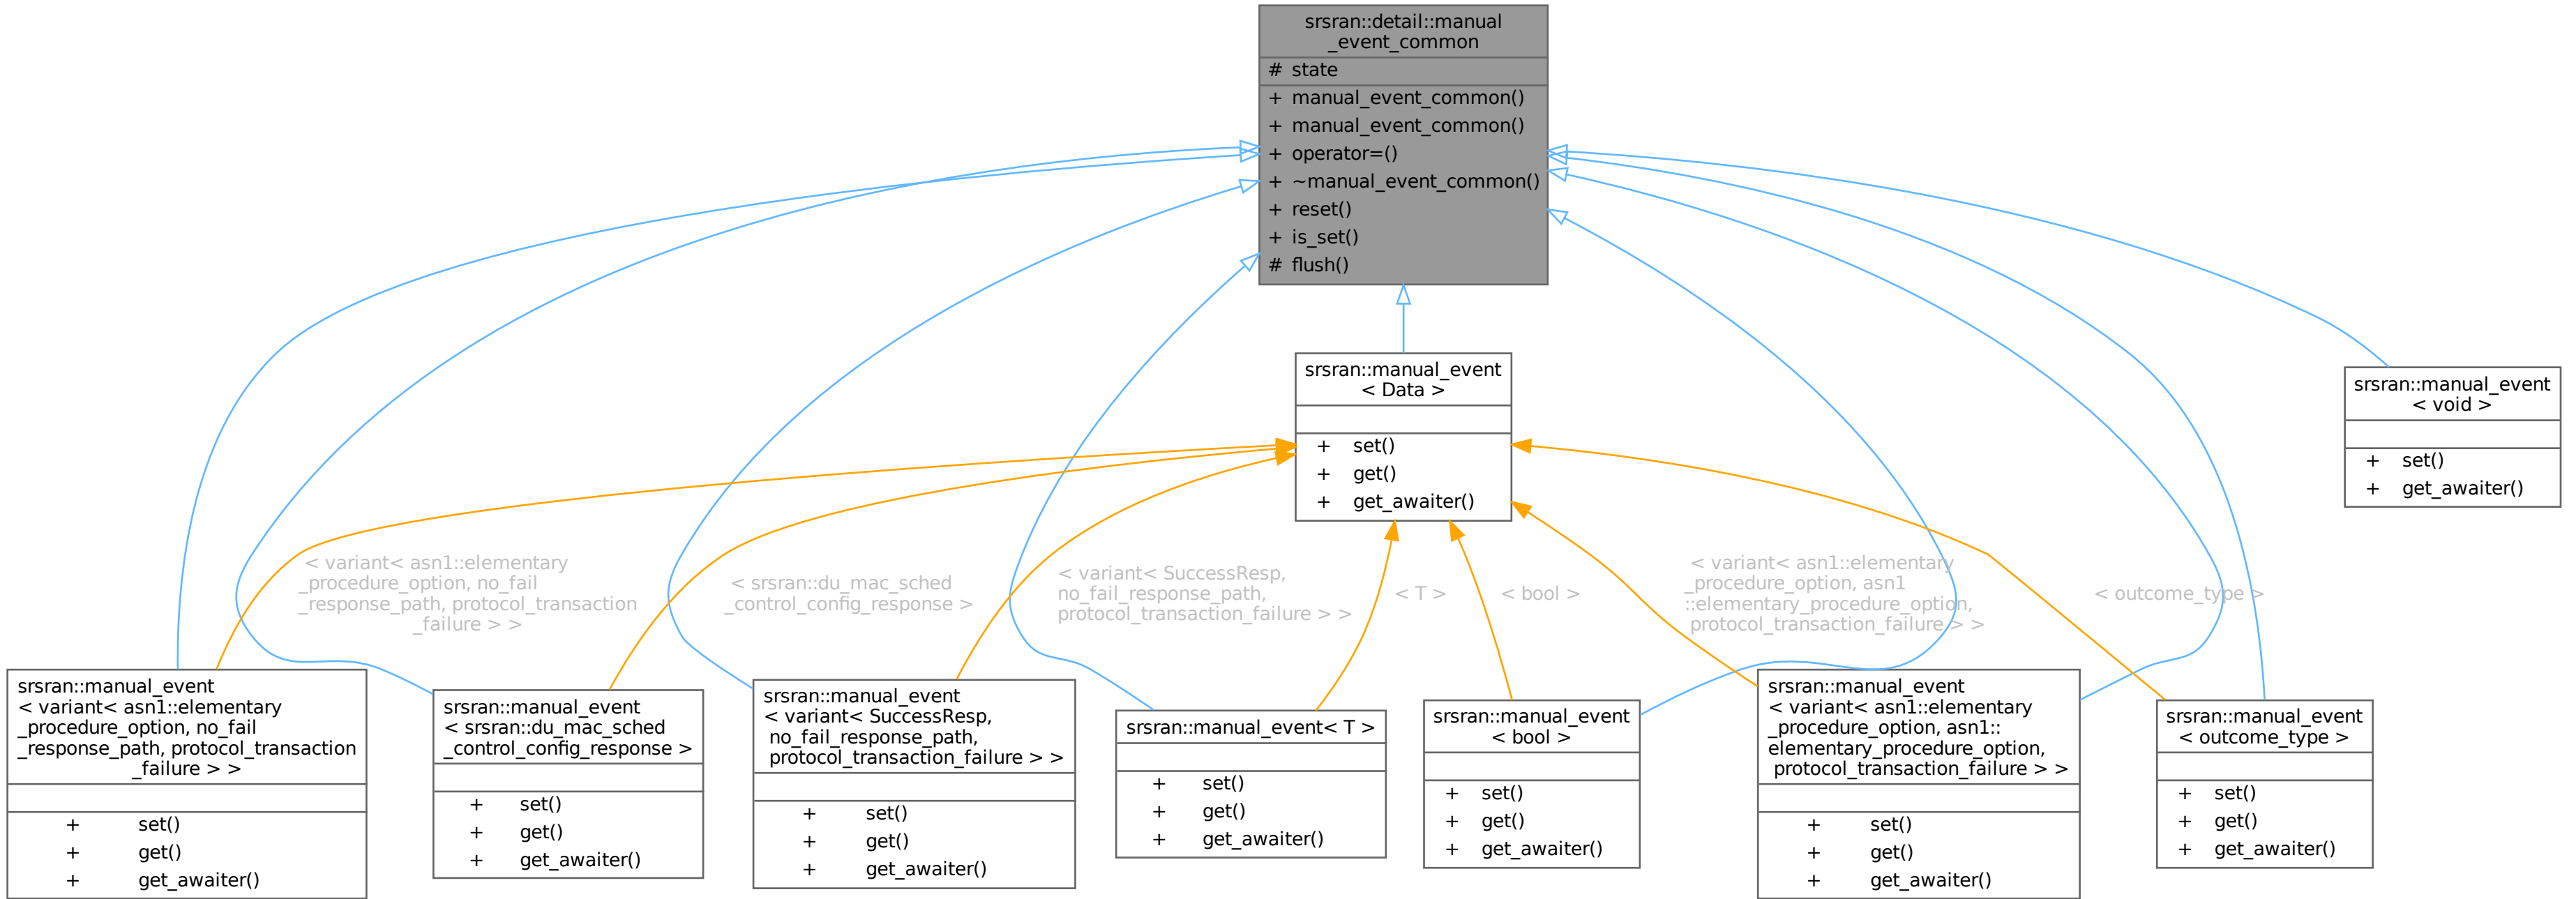 srsran::detail::manual
_event_common
# state
+ manual_event_common()
+ manual_event_common()
+ operator=()
+ ~manual_event_common()
+ reset()
+ is_set()
# flush()
srsran::manual_event
< Data >
+ set()
+ get()
+ get_awaiter()
srsran::manual_event
< void >
+ set()
+ get_awaiter()
< variant< asn1::elementary
_procedure_option, no_fail
_response_path, protocol_transaction
_failure > >
< srsran::du_mac_sched
_control_config_response >
< variant< SuccessResp,
no_fail_response_path,
protocol_transaction_failure > >
< T >
< bool >
< variant< asn1::elementary
_procedure_option, asn1
::elementary_procedure_option,
protocol_transaction_failure > >
< outcome_type >
srsran::manual_event
< variant< asn1::elementary
_procedure_option, no_fail
_response_path, protocol_transaction
_failure > >
+ set()
+ get()
+ get_awaiter()
srsran::manual_event
< srsran::du_mac_sched
_control_config_response >
+ set()
+ get()
+ get_awaiter()
srsran::manual_event
< variant< SuccessResp,
no_fail_response_path,
protocol_transaction_failure > >
+ set()
+ get()
+ get_awaiter()
srsran::manual_event< T >
+ set()
+ get()
+ get_awaiter()
srsran::manual_event
< bool >
+ set()
+ get()
+ get_awaiter()
srsran::manual_event
< variant< asn1::elementary
_procedure_option, asn1::
elementary_procedure_option,
protocol_transaction_failure > >
+ set()
+ get()
+ get_awaiter()
srsran::manual_event
< outcome_type >
+ set()
+ get()
+ get_awaiter()